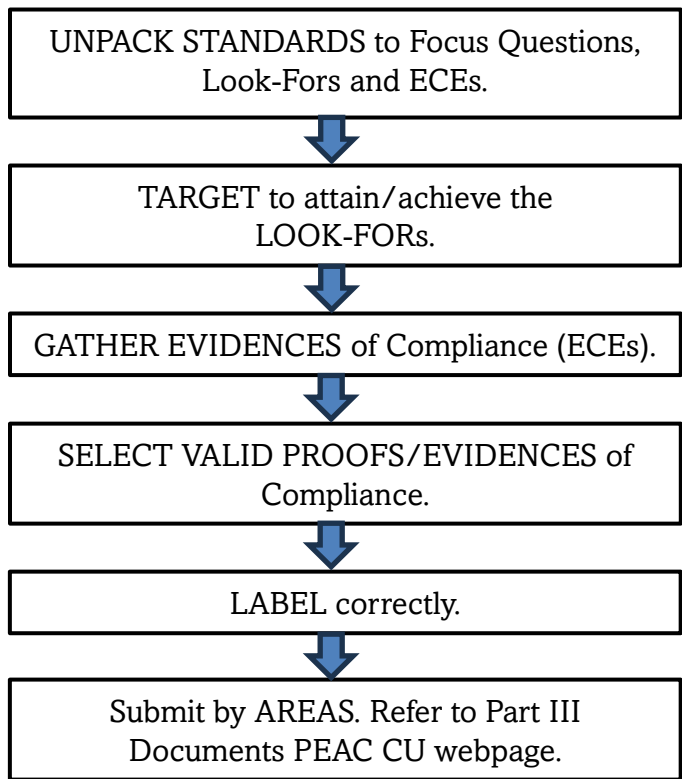 UNPACK STANDARDS to Focus Questions,
Look-Fors and ECEs.
TARGET to attain/achieve the
LOOK-FORs.
GATHER EVIDENCES of Compliance (ECEs).
SELECT VALID PROOFS/EVIDENCES of
Compliance.
LABEL correctly.
Submit by AREAS. Refer to Part III
Documents PEAC CU webpage.